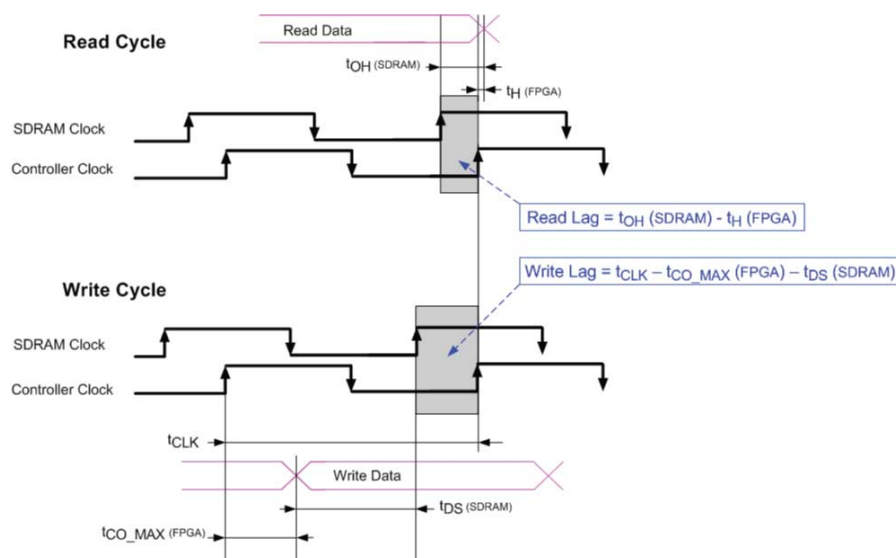 Read Data
Read Cycle
tOH (SDRAM)
tH (FPGA)
SDRAM Clock
Controller Clock
Read Lag = tOH (SDRAM) - tH (FPGA)
Write Lag = tCLK – tCO_MAX (FPGA) – tDS (SDRAM)
Write Cycle
SDRAM Clock
Controller Clock
tCLK
Write Data
tDS (SDRAM)
tCO_MAX (FPGA)